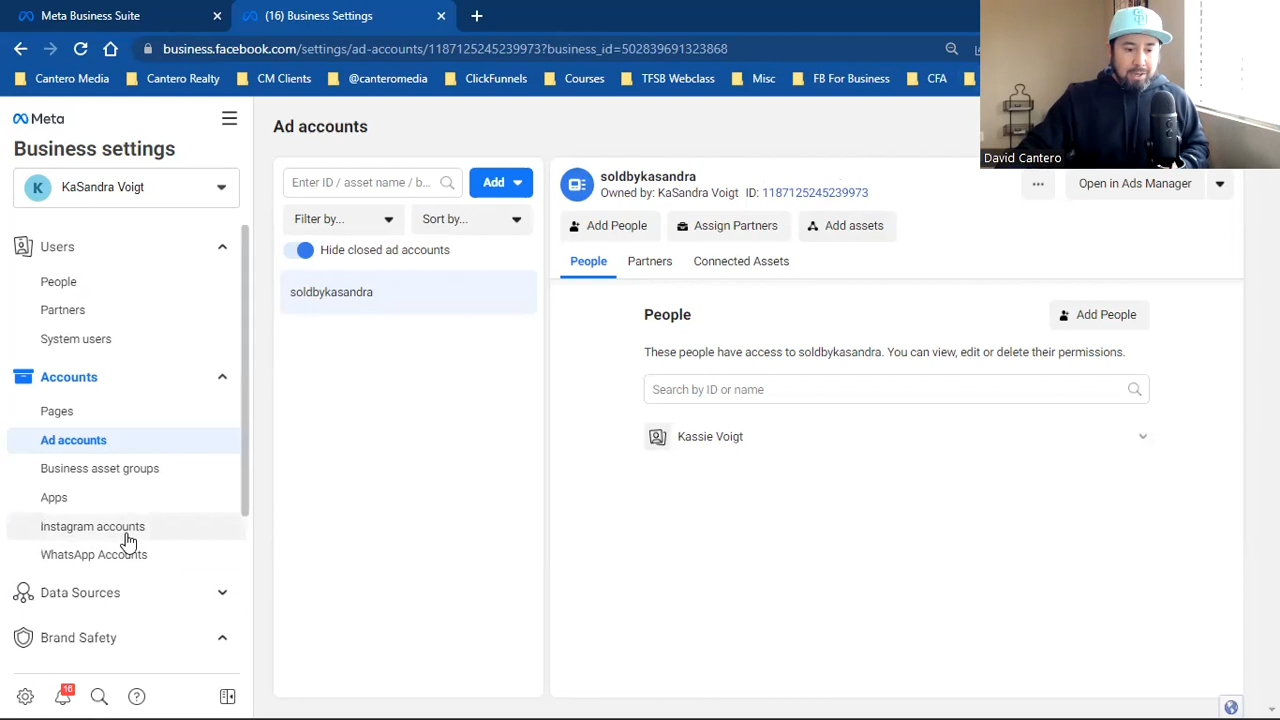 Meta Business Suite
(16) Business Settings
business.facebook.com/settings/ad-accounts/1187125245239973?business_id=502839691323868
Cantero Media
Cantero Realty
CM Clients
@canteromedia
ClickFunnels
Courses
TFSB Webclass
Misc
FB For Business
CFA
David Cantero
Meta
Business settings
K
KaSandra Voigt
Users
People
Partners
System users
Accounts
Pages
Ad accounts
Business asset groups
Apps
Instagram accounts
WhatsApp Accounts
Data Sources
Brand Safety
16
Ad accounts
Enter ID / asset name / b...
Add
Filter by...
Sort by...
Hide closed ad accounts
soldbykasandra
soldbykasandra
Owned by: KaSandra Voigt ID: 1187125245239973
Open in Ads Manager
Add People
Assign Partners
Add assets
People
Partners
Connected Assets
People
Add People
These people have access to soldbykasandra. You can view, edit or delete their permissions.
Search by ID or name
Kassie Voigt